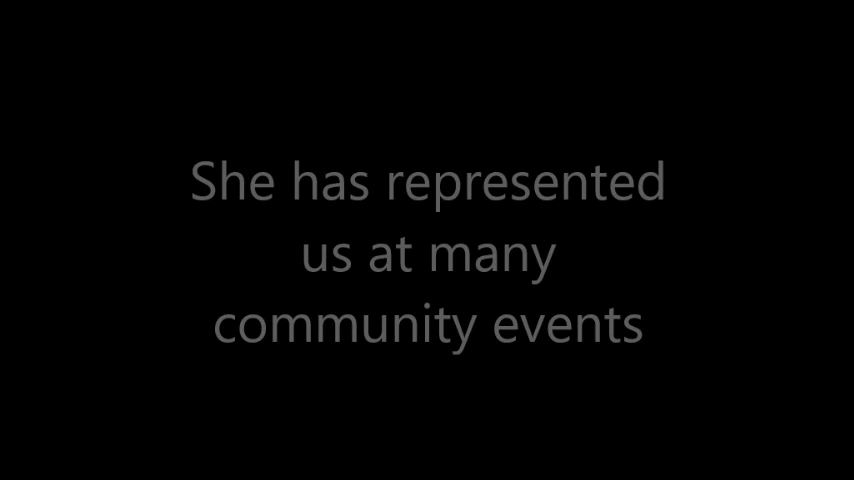 She has represented
us at many
community events